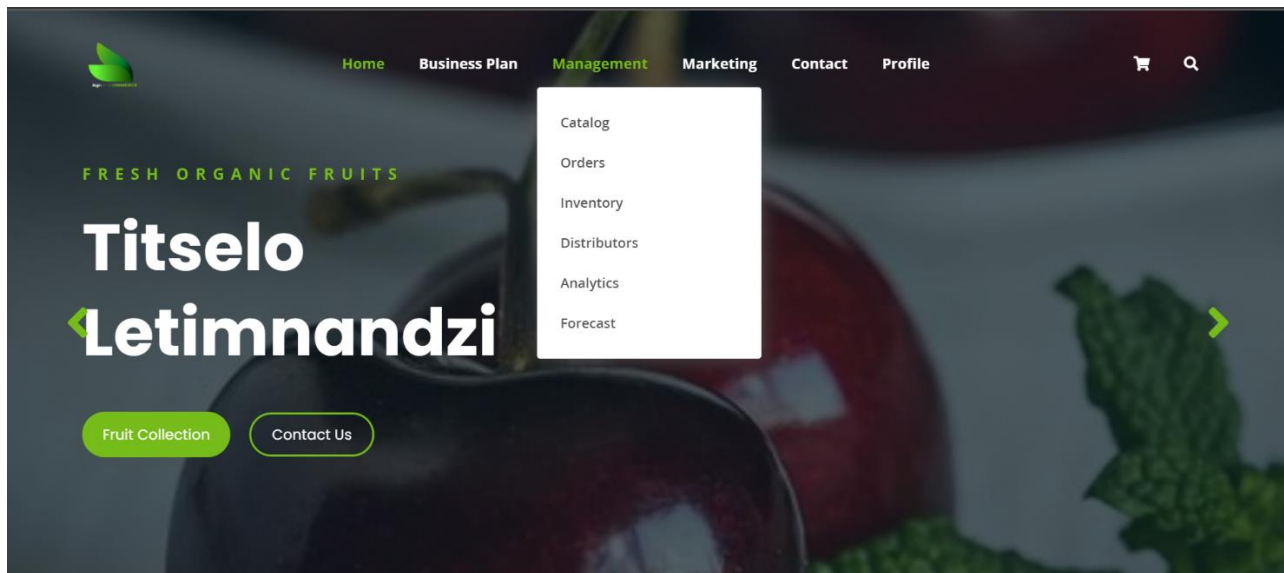 Home Business Plan Management Marketing Contact Profile
Catalog
Orders
Inventory
Distributors
Analytics
Forecast
FRESH ORGANIC FRUITS
Titselo
Letimnandzi
Fruit Collection Contact Us